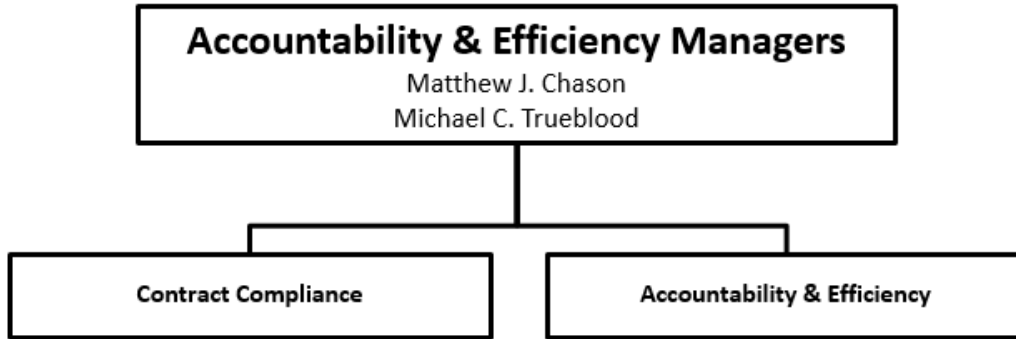 Accountability & Efficiency Managers
Matthew J. Chason
Michael C. Trueblood
Contract Compliance
Accountability & Efficiency